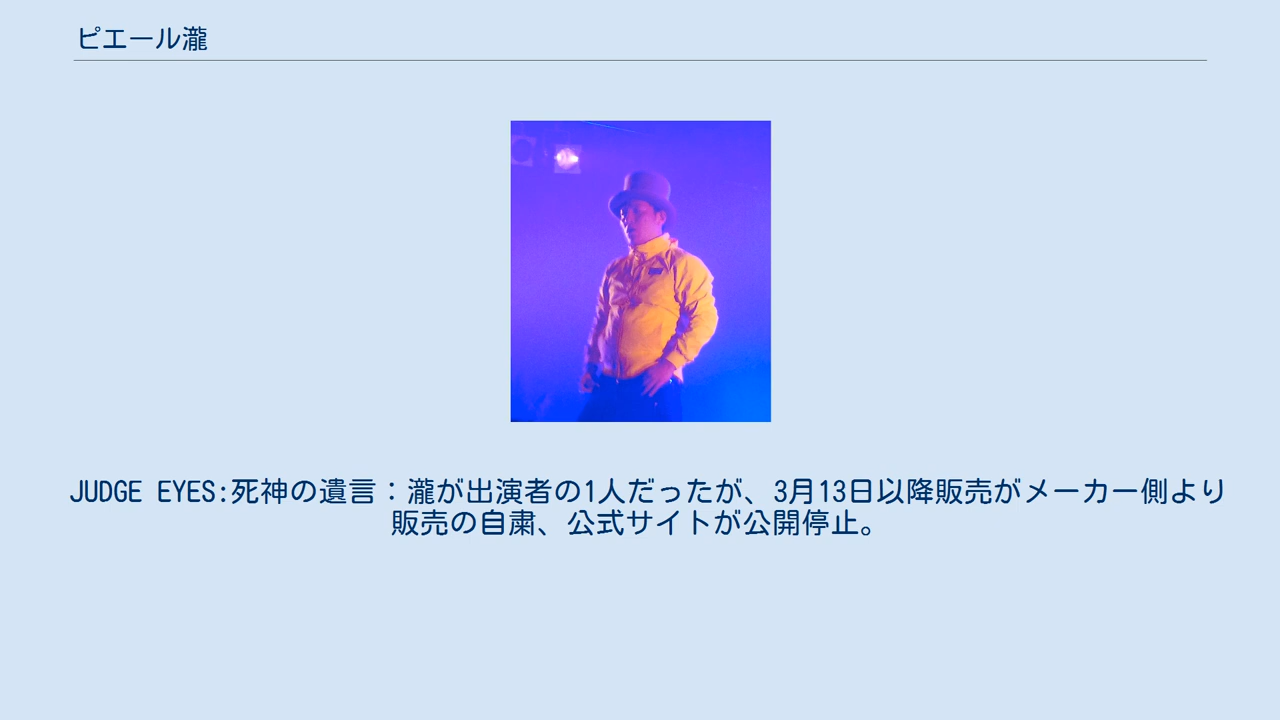 ピエール瀧
JUDGE EYES:死神の遺言：瀧が出演者の1人だったが、3月13日以降販売がメーカー側より
販売の自粛、公式サイトが公開停止。